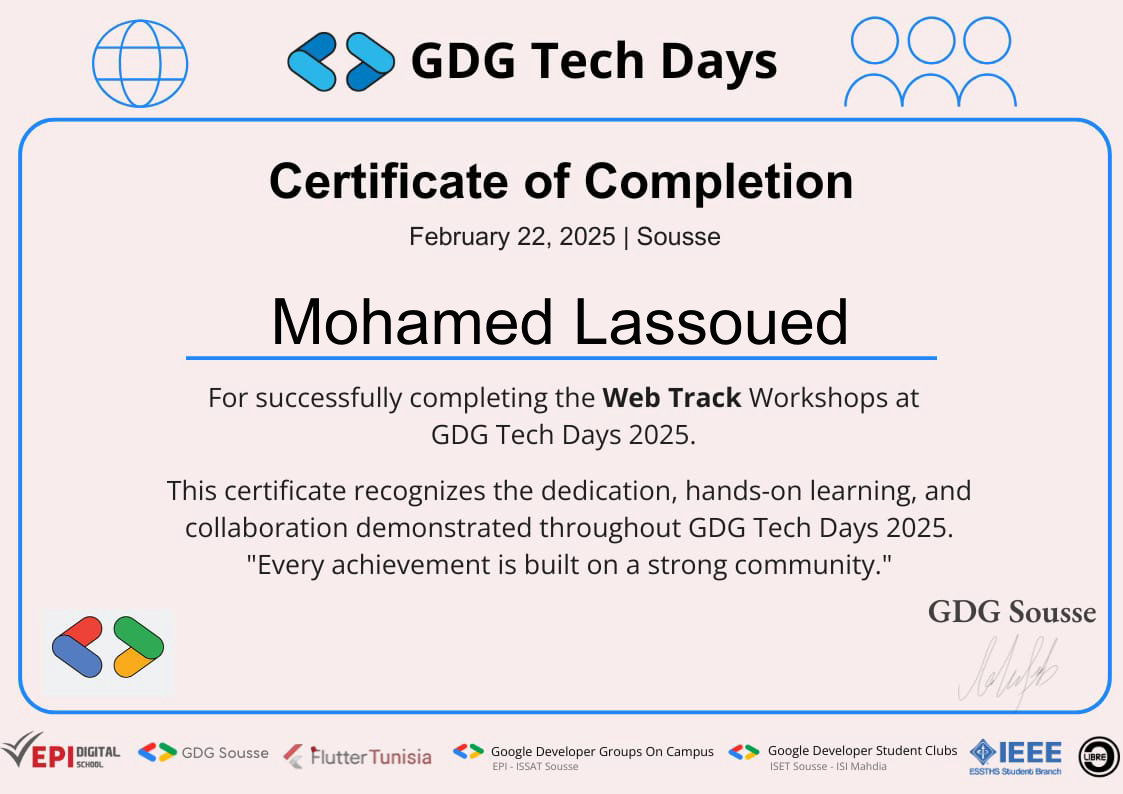 GDG Tech Days
Certificate of Completion
February 22, 2025 | Sousse
Mohamed Lassoued
For successfully completing the Web Track Workshops at
GDG Tech Days 2025.
This certificate recognizes the dedication, hands-on learning, and
collaboration demonstrated throughout GDG Tech Days 2025.
"Every achievement is built on a strong community."
GDG Sousse
EPI DIGITAL
SCHOOL
GDG Sousse
FlutterTunisia
Google Developer Groups On Campus
EPI - ISSAT Sousse
Google Developer Student Clubs
ISET Sousse - ISI Mahdia
IEEE
ESSTHS Student Branch
LIBRE